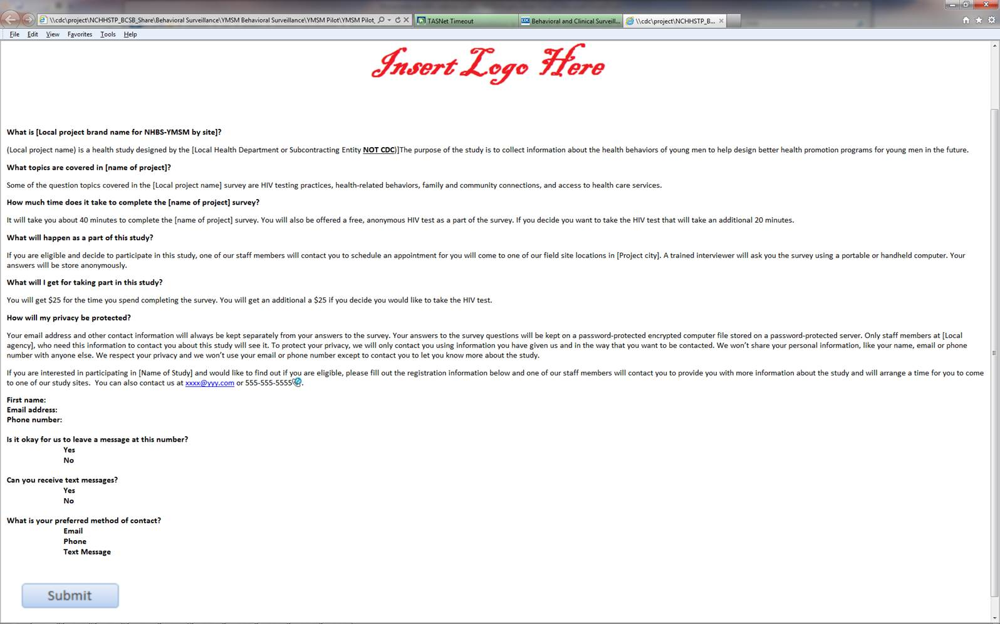 \\cdc\project\NCHHSTP_BCSB_Share\Behavioral Surveillance\YMSM Behavioral Surveillance\YMSM Pilot\YMSM Pilot_
TASNet Timeout
CDC Behavioral and Clinical Surveill...
\\cdc\project\NCHHSTP_B...
File Edit View Favorites Tools Help
Insert Logo Here
What is [Local project brand name for NHBS-YMSM by site]?
(Local project name) is a health study designed by the [Local Health Department or Subcontracting Entity NOT CDC)]The purpose of the study is to collect information about the health behaviors of young men to help design better health promotion programs for young men in the future.
What topics are covered in [name of project]?
Some of the question topics covered in the [Local project name] survey are HIV testing practices, health-related behaviors, family and community connections, and access to health care services.
How much time does it take to complete the [name of project] survey?
It will take you about 40 minutes to complete the [name of project] survey. You will also be offered a free, anonymous HIV test as a part of the survey. If you decide you want to take the HIV test that will take an additional 20 minutes.
What will happen as a part of this study?
If you are eligible and decide to participate in this study, one of our staff members will contact you to schedule an appointment for you will come to one of our field site locations in [Project city]. A trained interviewer will ask you the survey using a portable or handheld computer. Your
answers will be store anonymously.
What will I get for taking part in this study?
You will get $25 for the time you spend completing the survey. You will get an additional a $25 if you decide you would like to take the HIV test.
How will my privacy be protected?
Your email address and other contact information will always be kept separately from your answers to the survey. Your answers to the survey questions will be kept on a password-protected encrypted computer file stored on a password-protected server. Only staff members at [Local
agency], who need this information to contact you about this study will see it. To protect your privacy, we will only contact you using information you have given us and in the way that you want to be contacted. We won't share your personal information, like your name, email or phone
number with anyone else. We respect your privacy and we won't use your email or phone number except to contact you to let you know more about the study.
If you are interested in participating in [Name of Study] and would like to find out if you are eligible, please fill out the registration information below and one of our staff members will contact you to provide you with more information about the study and will arrange a time for you to come
to one of our study sites. You can also contact us at xxxx@yyy.com or 555-555-5555.
First name:
Email address:
Phone number:
Is it okay for us to leave a message at this number?
Yes
No
Can you receive text messages?
Yes
No
What is your preferred method of contact?
Email
Phone
Text Message
Submit